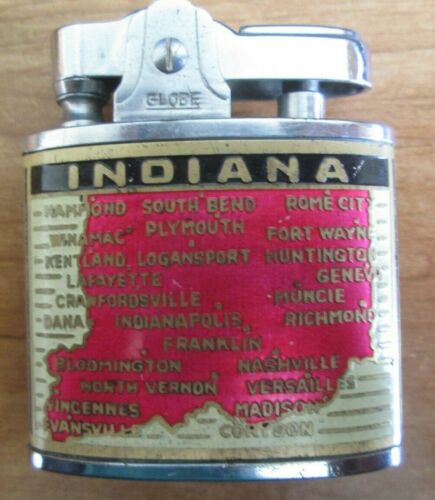 GLOBE
INDIANA
HAMMOND SOUTH BEND ROME CITY
WINAMAC PLYMOUTH FORT WAYNE
KENTLAND LOGANSPORT HUNTINGTON
LAFAYETTE GENEV
CRAWFORDSVILLE MUNCIE
DANA INDIANAPOLIS RICHMOND
FRANKLIN
BLOOMINGTON NASHVILLE
NORTH VERNON VERSAILLES
VINCENNES MADISON
EVANSVILLE CORYDON